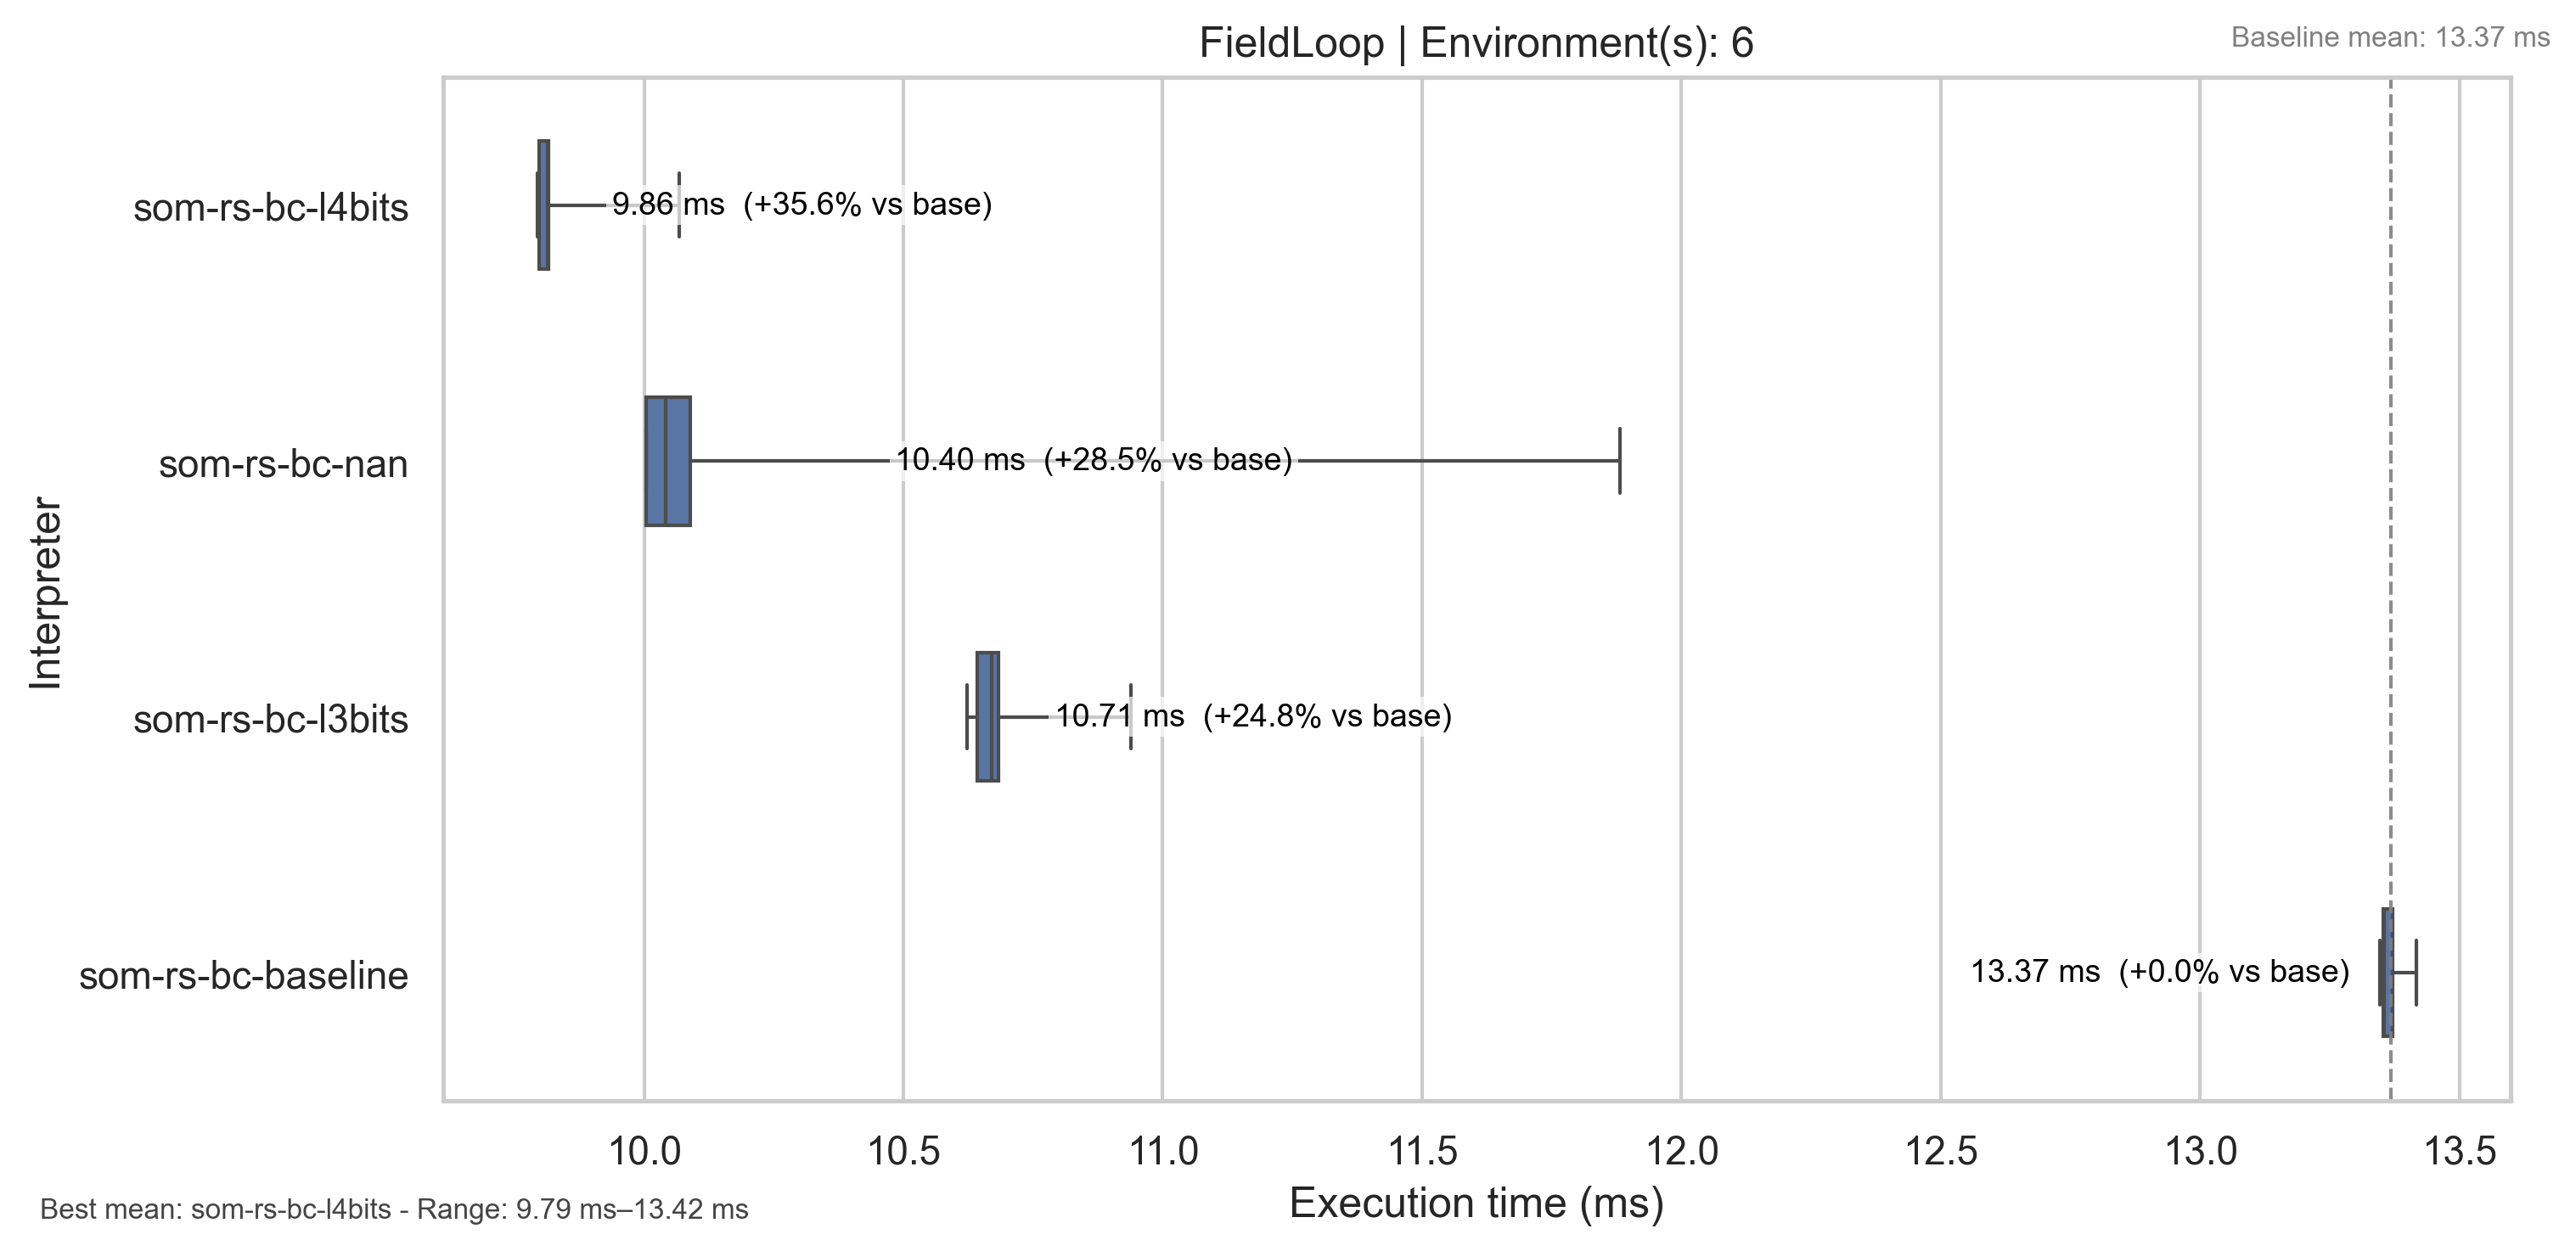 FieldLoop | Environment(s): 6
Baseline mean: 13.37 ms
som-rs-bc-l4bits
9.86 ms (+35.6% vs base)
som-rs-bc-nan
10.40 ms (+28.5% vs base)
som-rs-bc-l3bits
10.71 ms (+24.8% vs base)
som-rs-bc-baseline
13.37 ms (+0.0% vs base)
Interpreter
10.0 10.5 11.0 11.5 12.0 12.5 13.0 13.5
Execution time (ms)
Best mean: som-rs-bc-l4bits - Range: 9.79 ms–13.42 ms